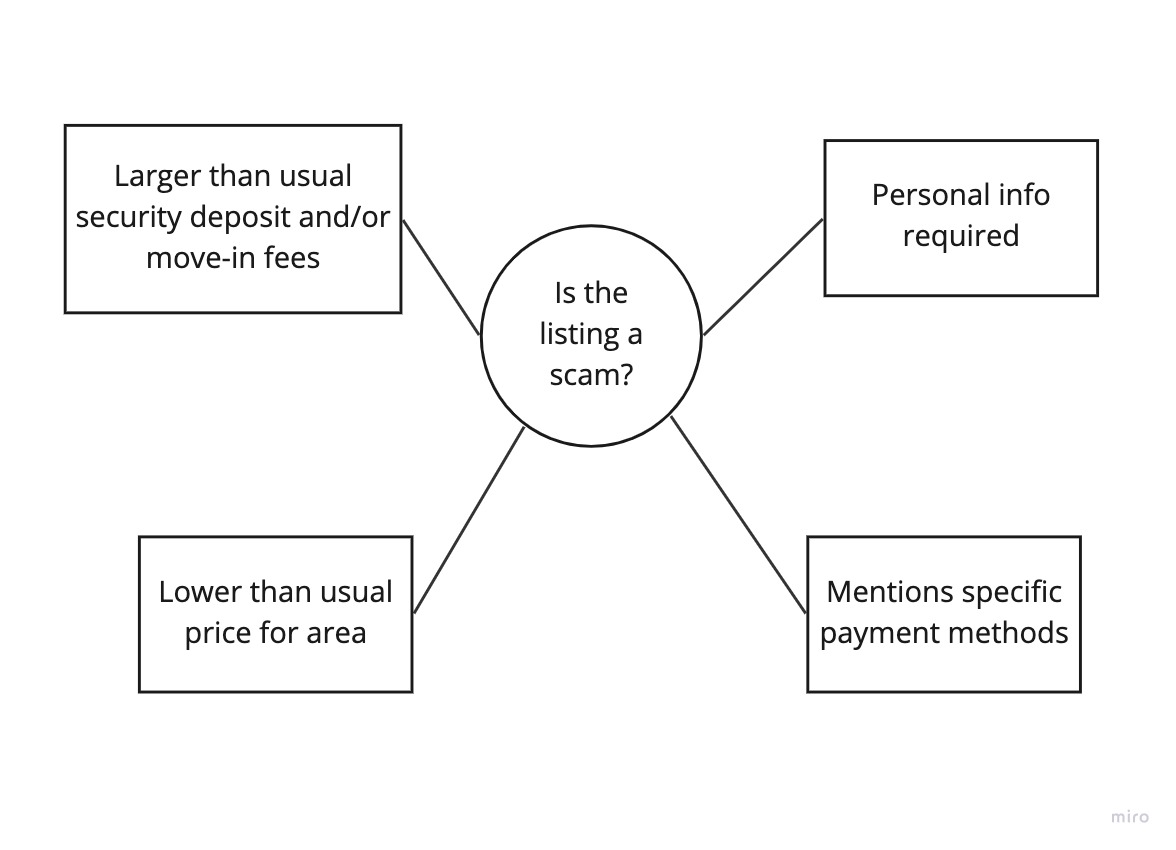 Larger than usual
security deposit and/or
move-in fees
Personal info
required
Is the
listing a
scam?
Lower than usual
price for area
Mentions specific
payment methods
miro